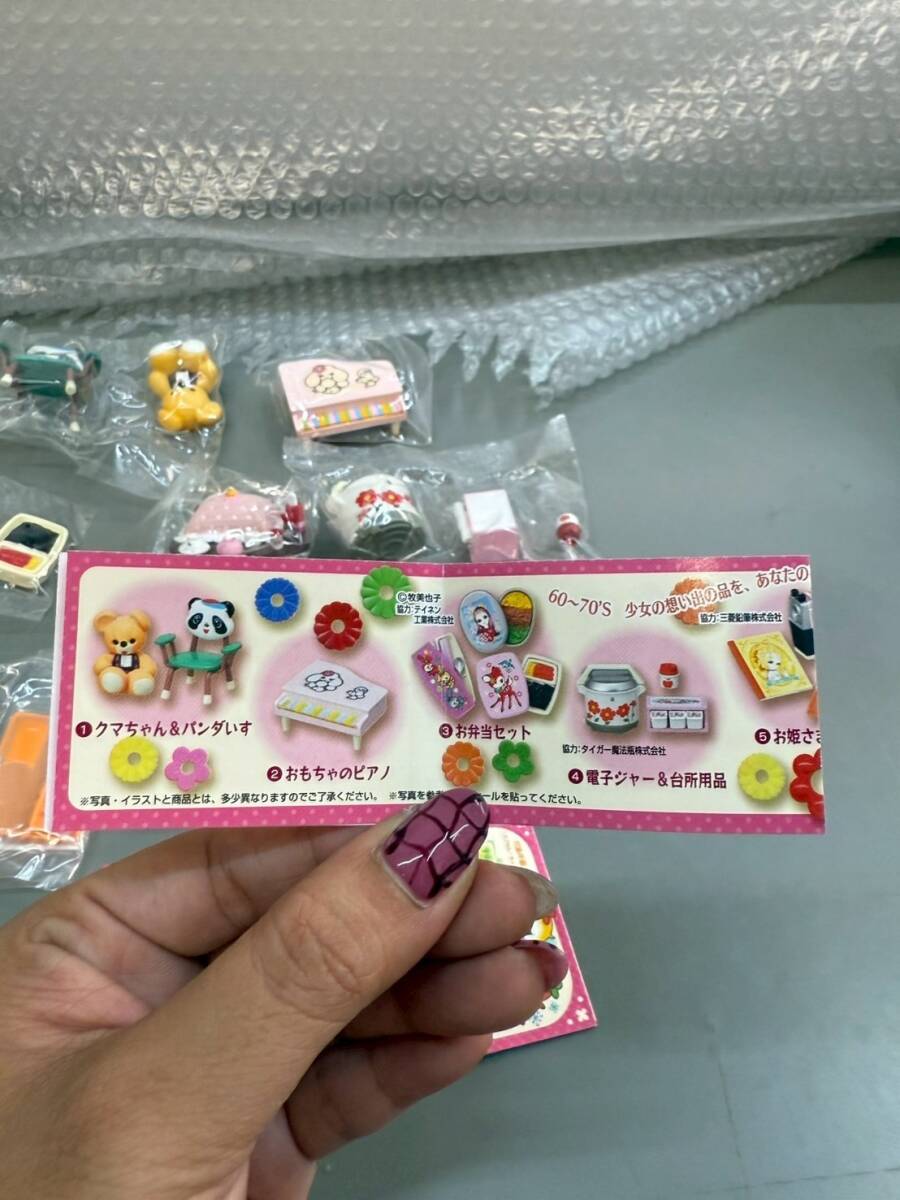 60〜70'S 少女の想い出の品を、あなたの
©牧美也子
協力:テイネン
工業株式会社
協力:三菱鉛筆株式会社
❶クマちゃん&パンダいす
❷おもちゃのピアノ
❸お弁当セット
協力:タイガー魔法瓶株式会社
❹電子ジャー&台所用品
❺お姫さま
※写真・イラストと商品とは、多少異なりますのでご了承ください。
※写真を参考 ールを貼ってください。